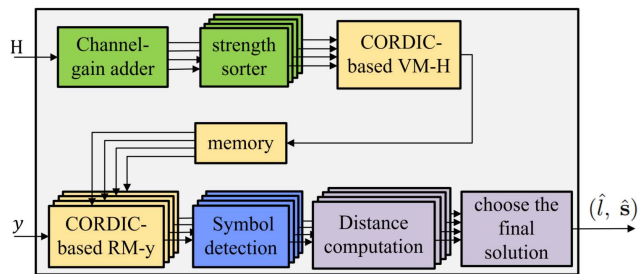 H
Channel-
gain adder
strength
sorter
CORDIC-
based VM-H
memory
y
CORDIC-
based RM-y
Symbol
detection
Distance
computation
choose the
final
solution
(l̂, ŝ)